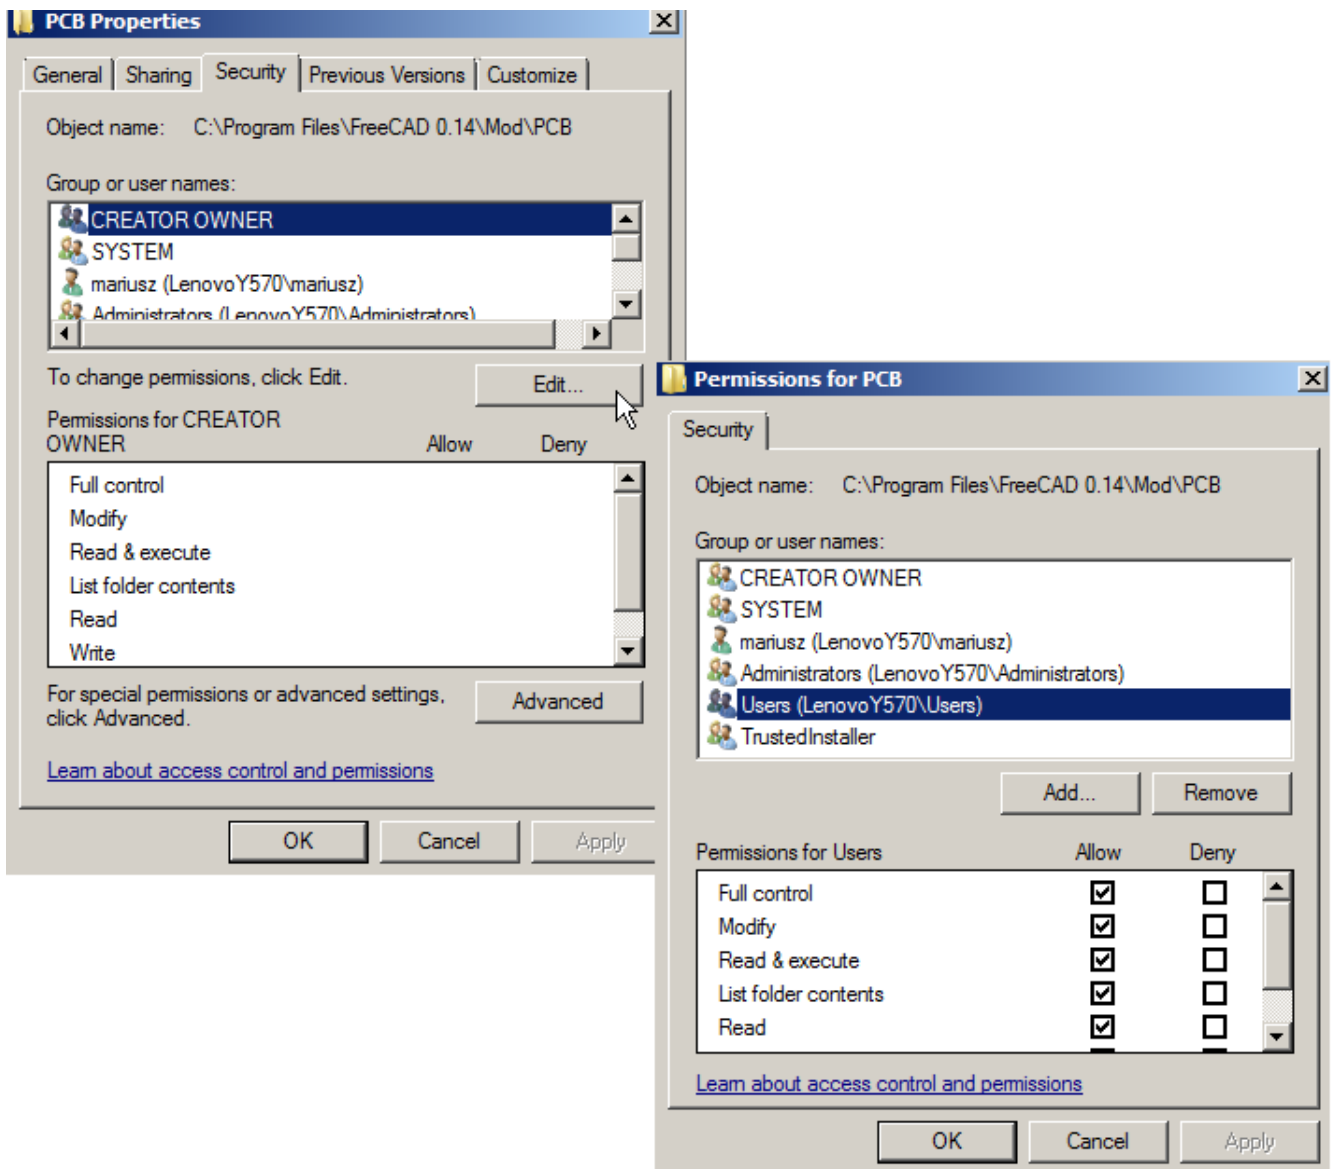 PCB Properties
General Sharing Security Previous Versions Customize
Object name: C:\Program Files\FreeCAD 0.14\Mod\PCB
Group or user names:
CREATOR OWNER
SYSTEM
mariusz (LenovoY570\mariusz)
Administrators (LenovoY570\Administrators)
To change permissions, click Edit.
Edit...
Permissions for CREATOR
OWNER Allow Deny
Full control
Modify
Read & execute
List folder contents
Read
Write
For special permissions or advanced settings,
click Advanced.
Advanced
Learn about access control and permissions
OK Cancel Apply
Permissions for PCB
Security
Object name: C:\Program Files\FreeCAD 0.14\Mod\PCB
Group or user names:
CREATOR OWNER
SYSTEM
mariusz (LenovoY570\mariusz)
Administrators (LenovoY570\Administrators)
Users (LenovoY570\Users)
TrustedInstaller
Add... Remove
Permissions for Users Allow Deny
Full control
Modify
Read & execute
List folder contents
Read
Learn about access control and permissions
OK Cancel Apply